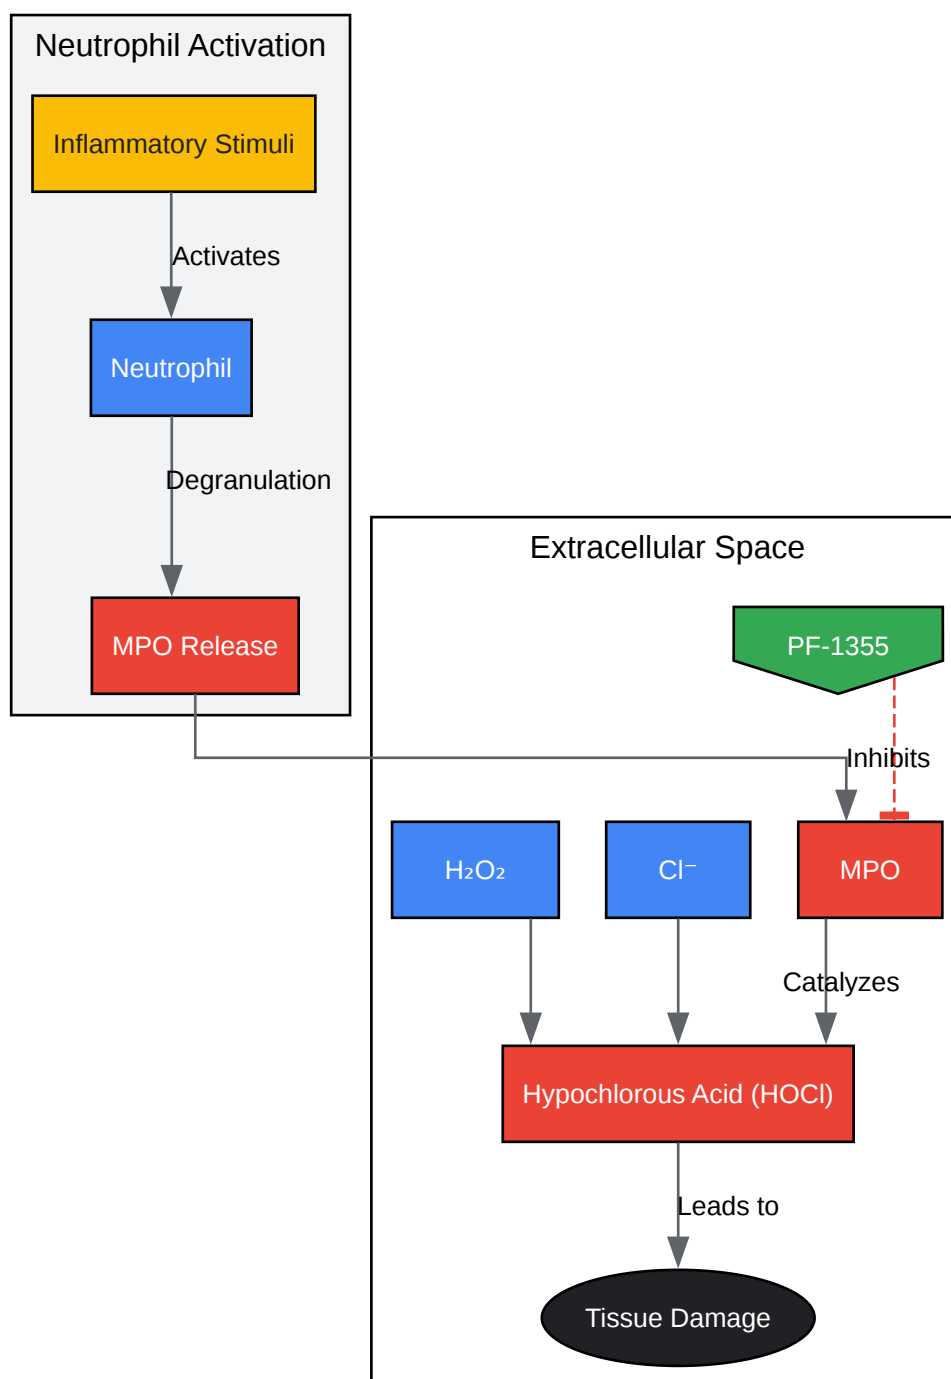 Neutrophil Activation
Inflammatory Stimuli
Activates
Neutrophil
Degranulation
MPO Release
Extracellular Space
PF-1355
Inhibits
H₂O₂
Cl⁻
MPO
Catalyzes
Hypochlorous Acid (HOCl)
Leads to
Tissue Damage